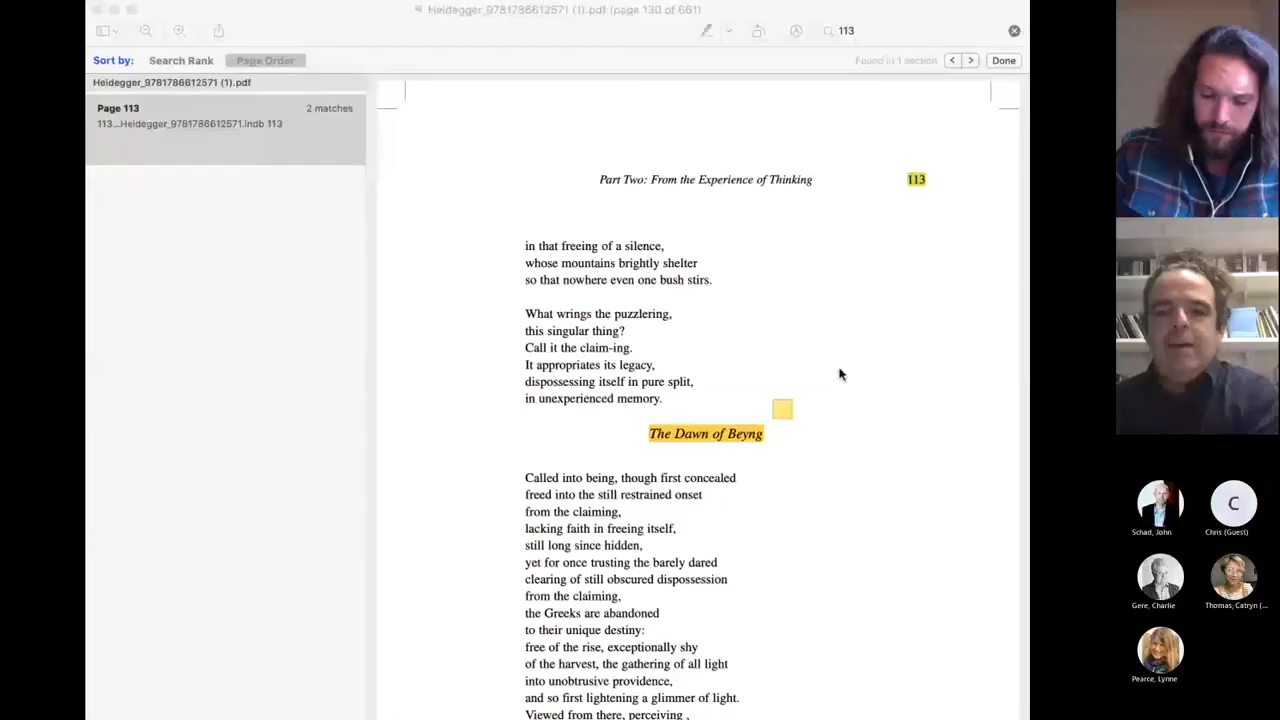 Heidegger_9781786612571 (1).pdf (page 130 of 661)
113
Sort by: Search Rank Page Order
Found in 1 section < > Done
Heidegger_9781786612571 (1).pdf
Page 113 2 matches
113...Heidegger_9781786612571.indb 113
Part Two: From the Experience of Thinking 113
in that freeing of a silence,
whose mountains brightly shelter
so that nowhere even one bush stirs.
What wrings the puzzlering,
this singular thing?
Call it the claim-ing.
It appropriates its legacy,
dispossessing itself in pure split,
in unexperienced memory.
The Dawn of Beyng
Called into being, though first concealed
freed into the still restrained onset
from the claiming,
lacking faith in freeing itself,
still long since hidden,
yet for once trusting the barely dared
clearing of still obscured dispossession
from the claiming,
the Greeks are abandoned
to their unique destiny:
free of the rise, exceptionally shy
of the harvest, the gathering of all light
into unobtrusive providence,
and so first lightening a glimmer of light.
Viewed from there, perceiving ,
C
Schad, John
Chris (Guest)
Gere, Charlie
Thomas, Catryn (...
Pearce, Lynne